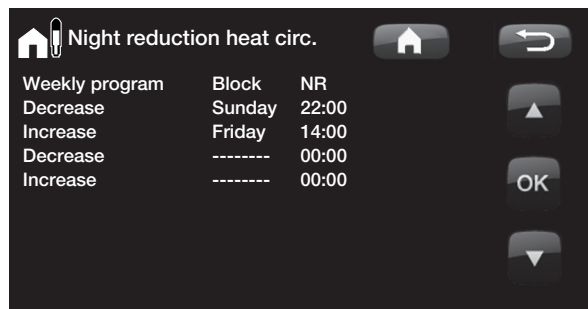 Night reduction heat circ.
Weekly program Block NR
Decrease Sunday 22:00
Increase Friday 14:00
Decrease -------- 00:00
Increase -------- 00:00
OK